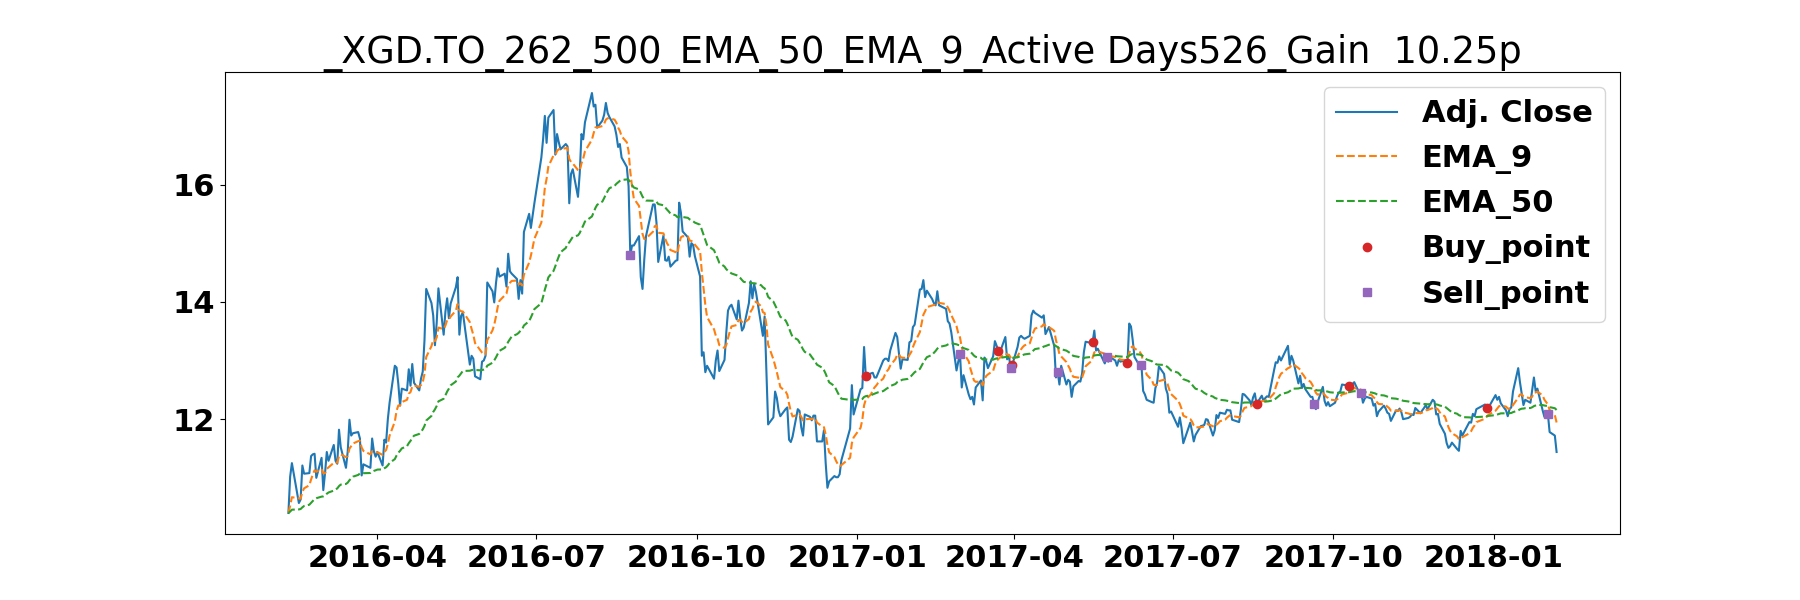 _XGD.TO_262_500_EMA_50_EMA_9_Active Days526_Gain  10.25p
Adj. Close
EMA_9
EMA_50
Buy_point
Sell_point
16
14
12
2016-04
2016-07
2016-10
2017-01
2017-04
2017-07
2017-10
2018-01